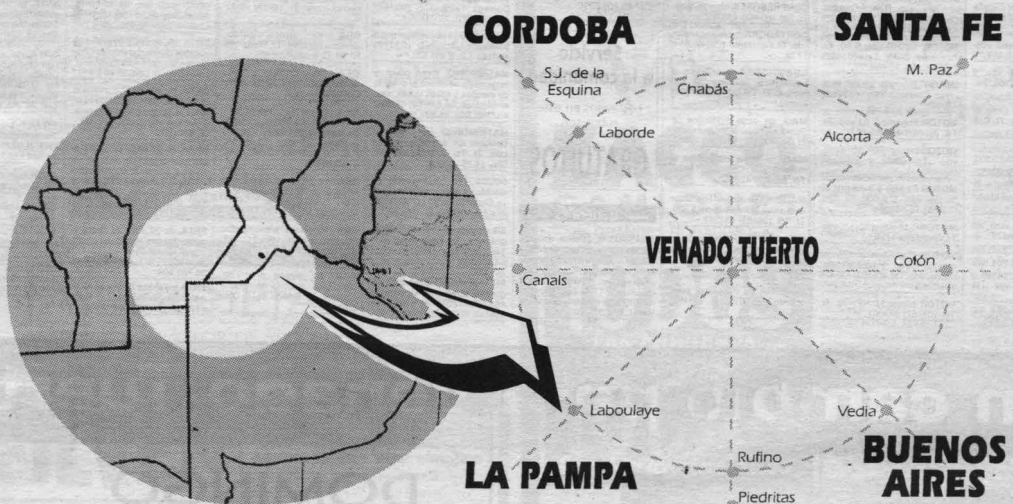 CORDOBA
SANTA FE
S.J. de la
Esquina
Chabás
M. Paz
Laborde
Alcorta
VENADO TUERTO
Canals
Colón
Laboulaye
Vedia
Rufino
LA PAMPA
BUENOS
AIRES
Piedritas